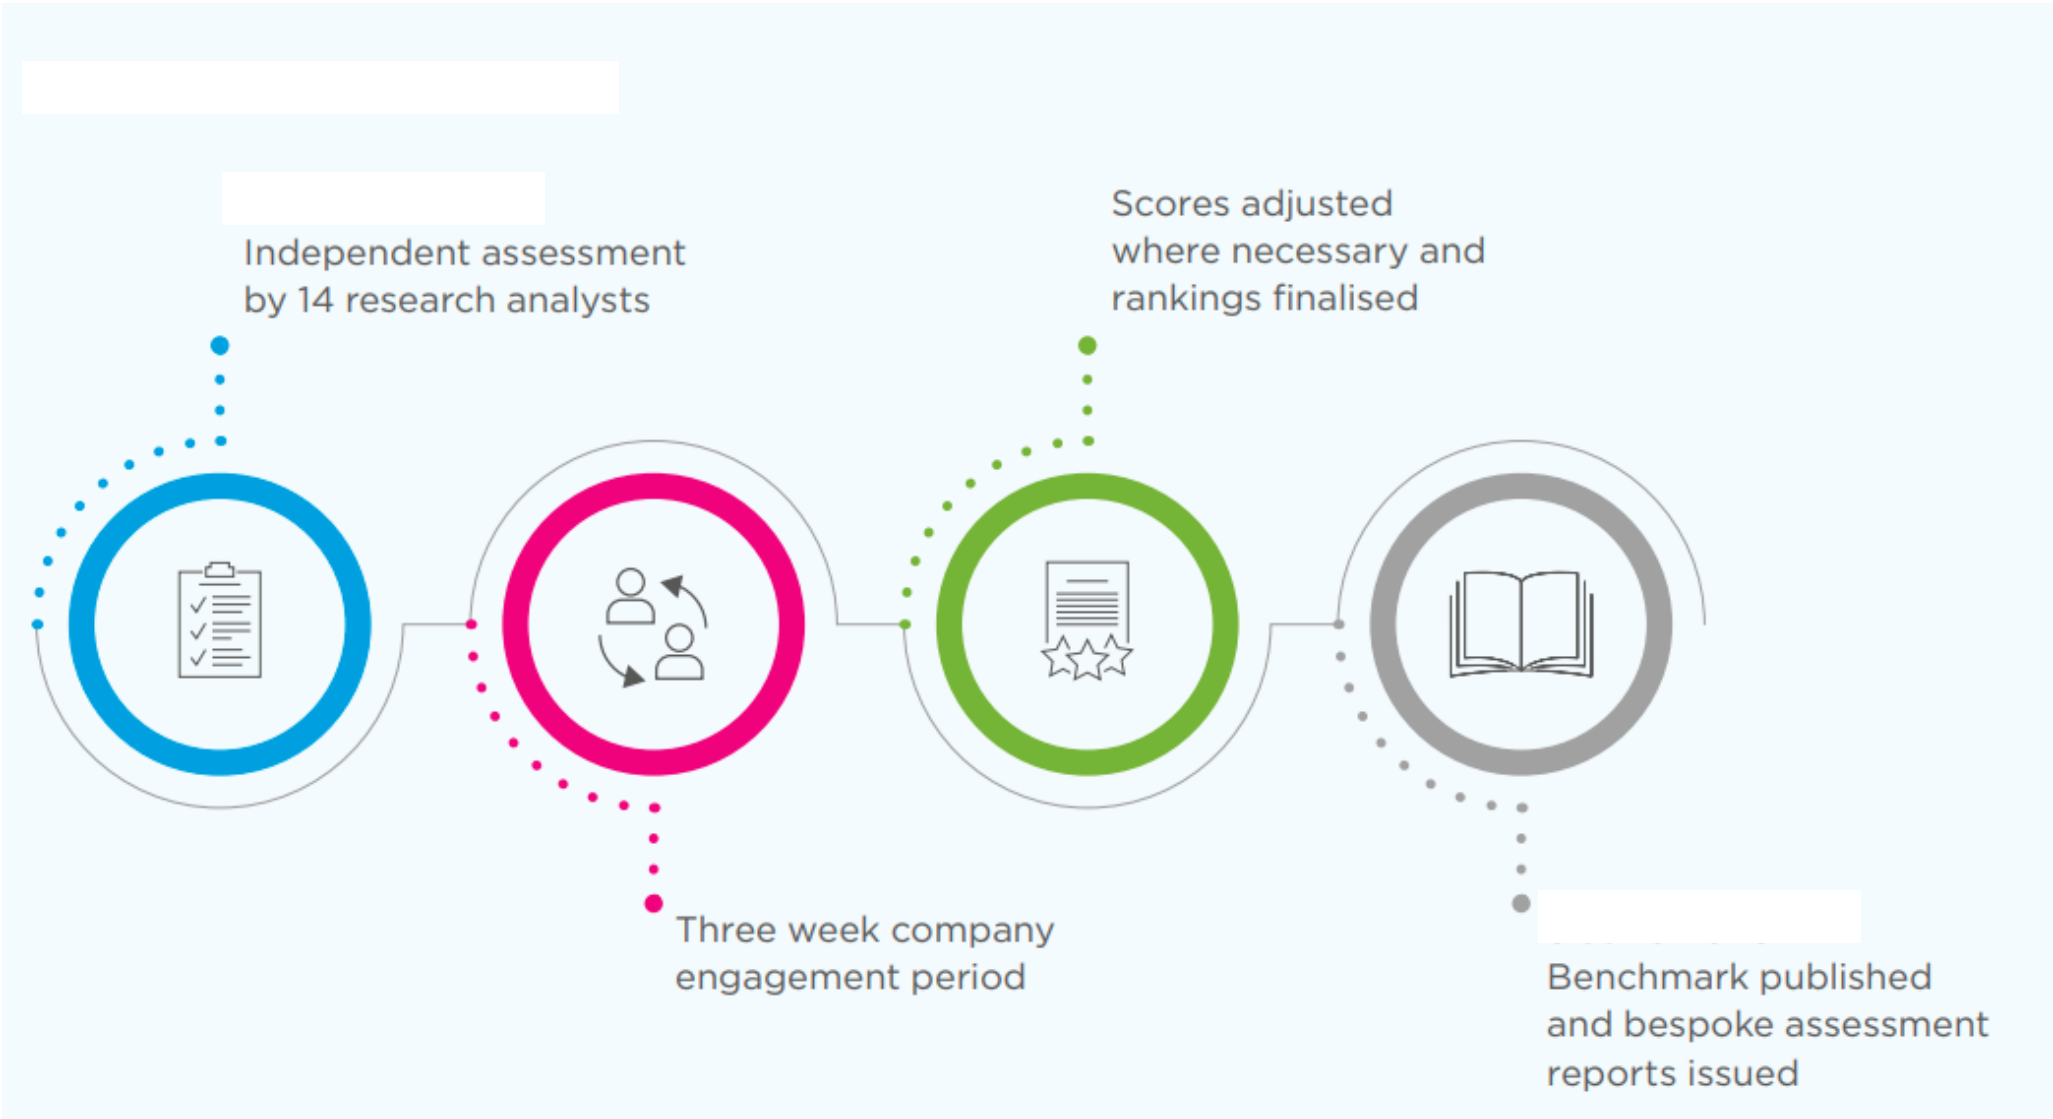 Independent assessment
by 14 research analysts
Three week company
engagement period
Scores adjusted
where necessary and
rankings finalised
Benchmark published
and bespoke assessment
reports issued